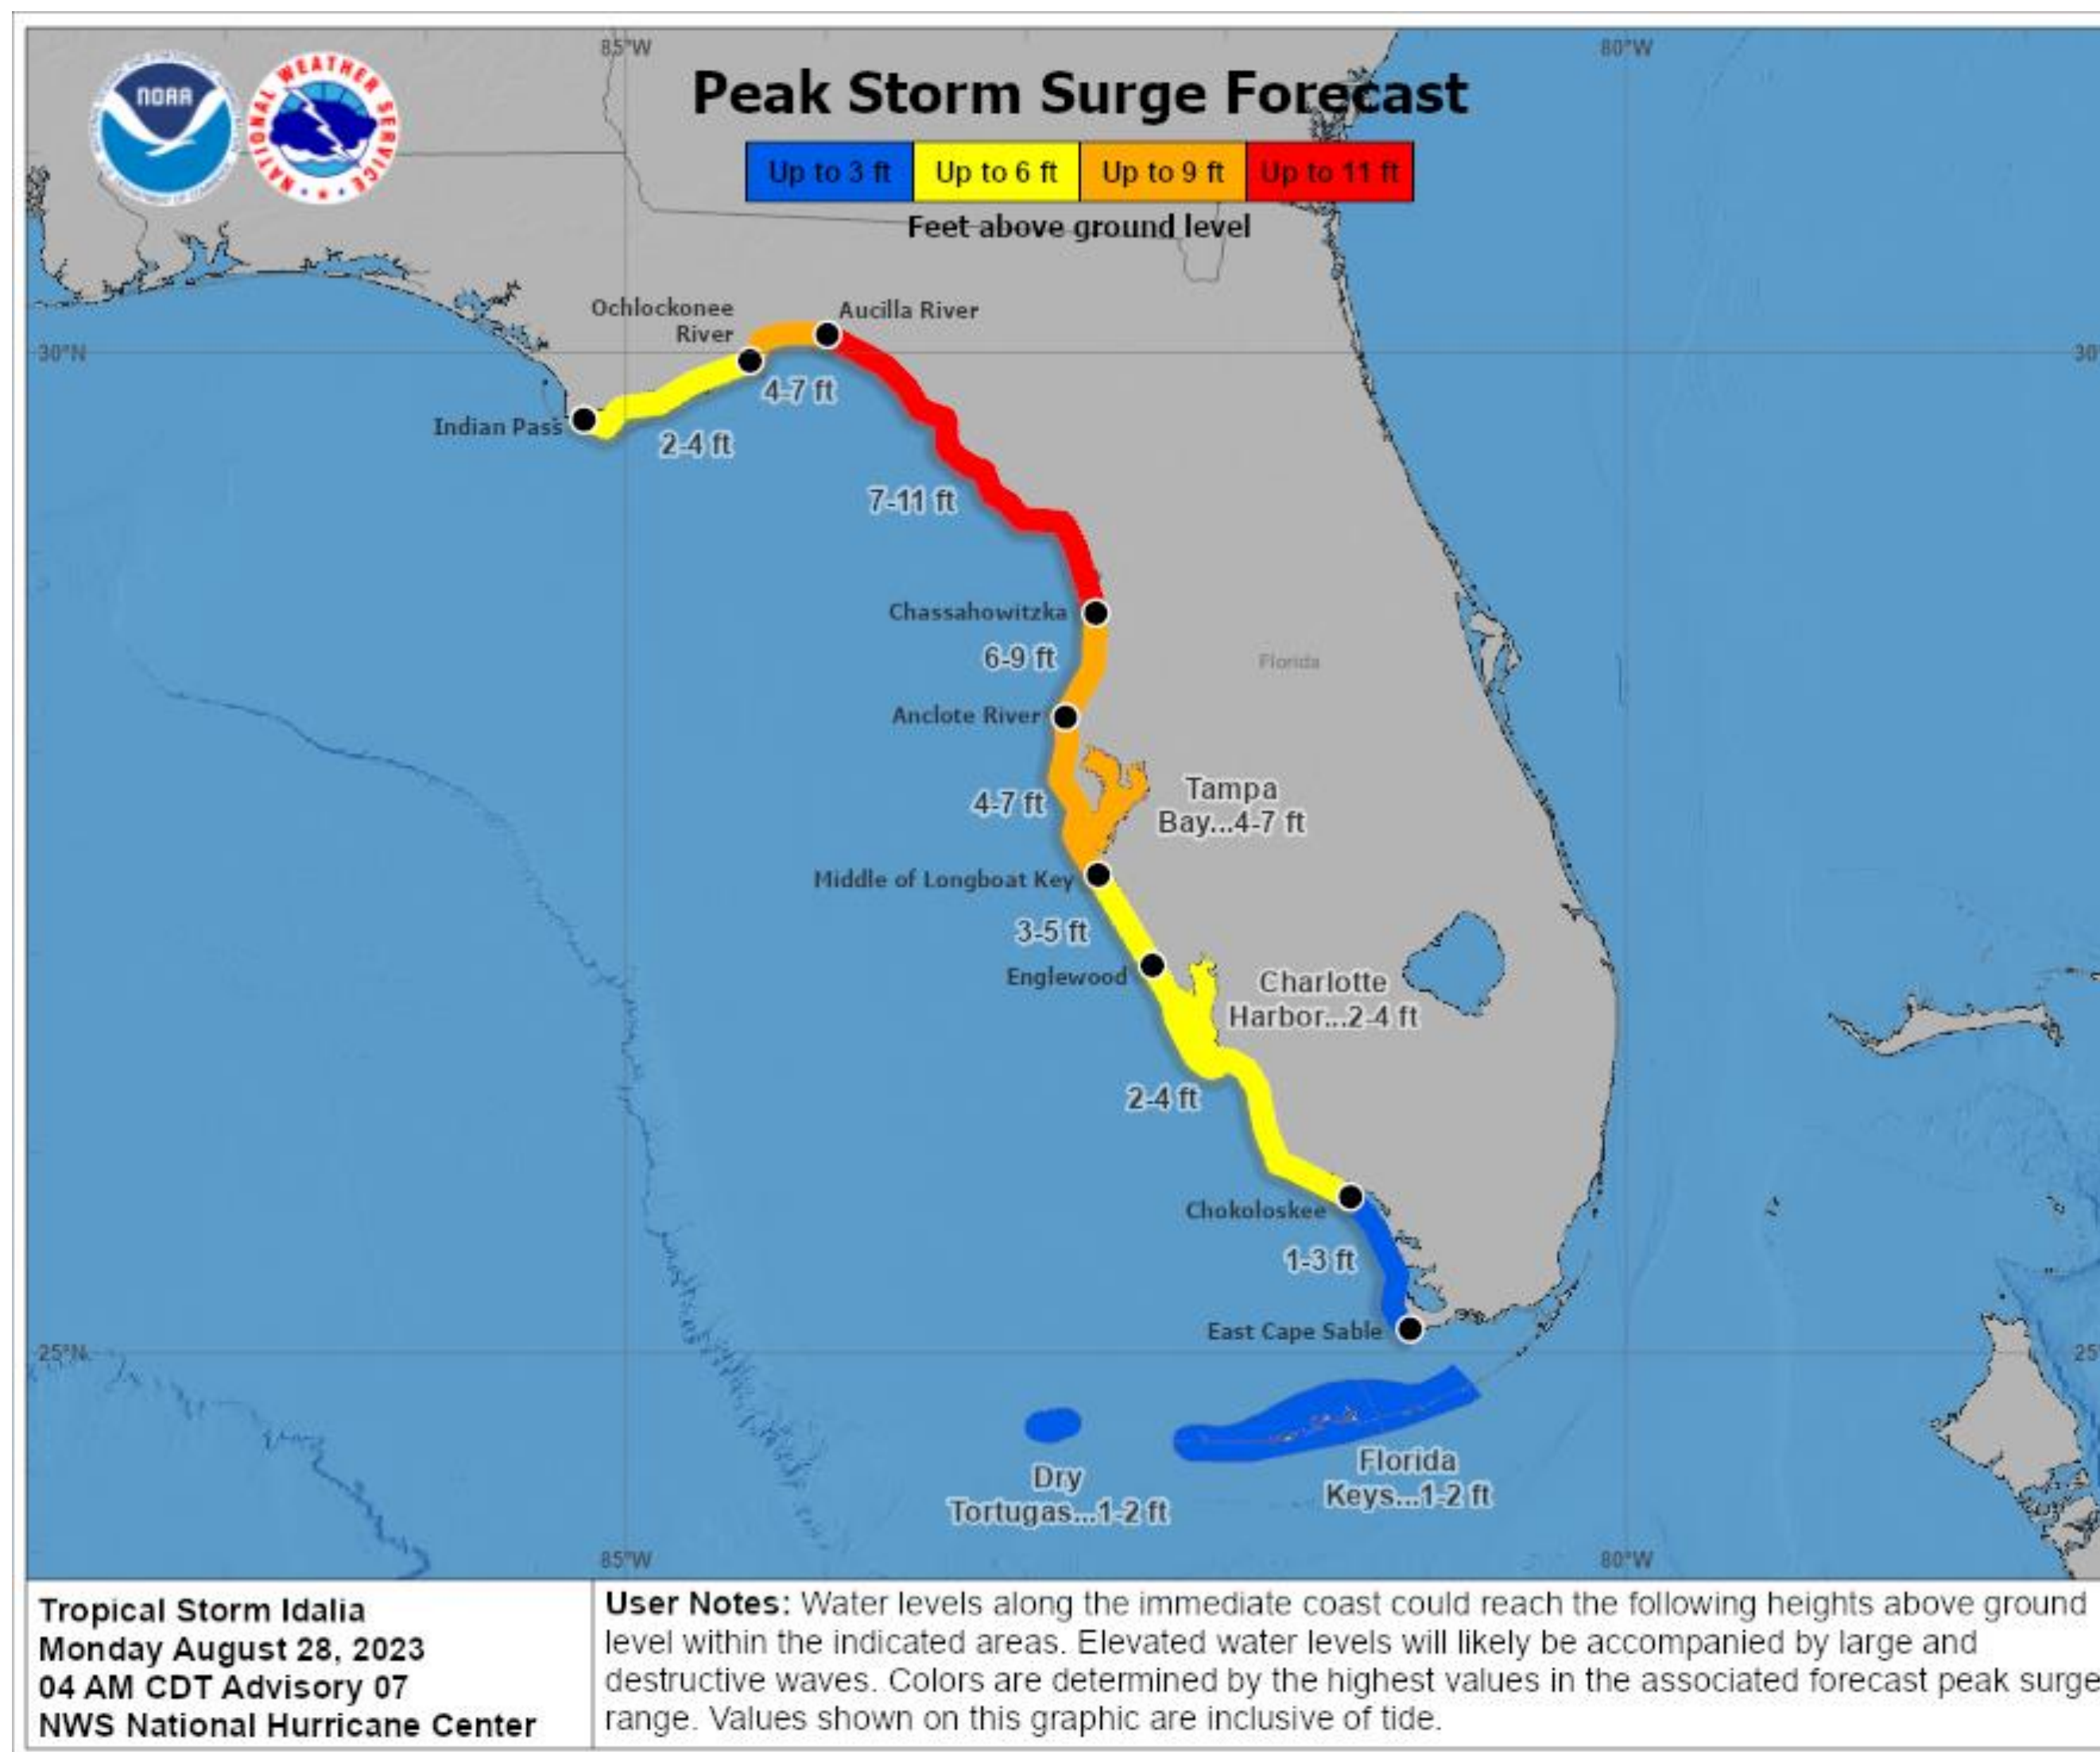 85°W
80°W
NOAA
NATIONAL WEATHER SERVICE
Peak Storm Surge Forecast
Up to 3 ft
Up to 6 ft
Up to 9 ft
Up to 11 ft
Feet above ground level
Ochlockonee
River
Aucilla River
30°N
30°
4-7 ft
Indian Pass
2-4 ft
7-11 ft
Chassahowitzka
6-9 ft
Florida
Anclote River
Tampa
Bay...4-7 ft
4-7 ft
Middle of Longboat Key
3-5 ft
Englewood
Charlotte
Harbor...2-4 ft
2-4 ft
Chokoloskee
1-3 ft
East Cape Sable
25°N
25°
Florida
Keys...1-2 ft
Dry
Tortugas...1-2 ft
85°W
80°W
Tropical Storm Idalia
Monday August 28, 2023
04 AM CDT Advisory 07
NWS National Hurricane Center
User Notes: Water levels along the immediate coast could reach the following heights above ground
level within the indicated areas. Elevated water levels will likely be accompanied by large and
destructive waves. Colors are determined by the highest values in the associated forecast peak surge
range. Values shown on this graphic are inclusive of tide.